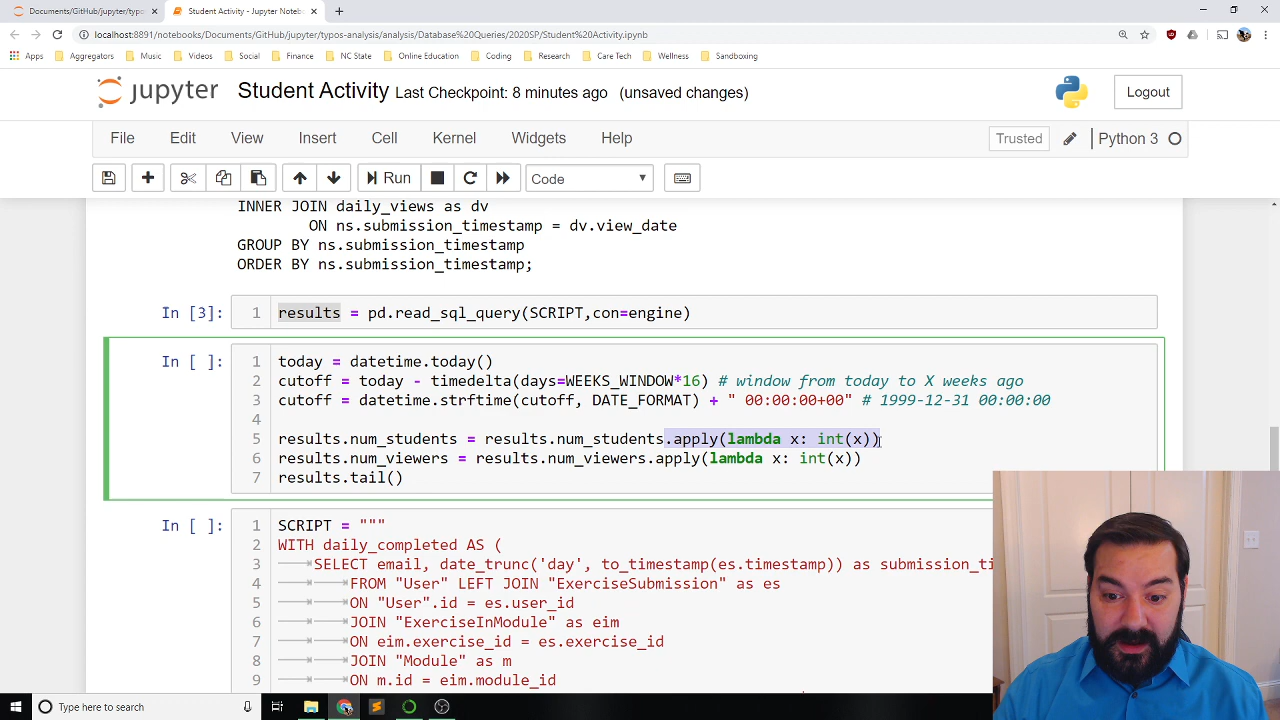 Documents/GitHub/jupyter/typo
Student Activity - Jupyter Noteb
localhost:8891/notebooks/Documents/GitHub/jupyter/typos-analysis/analysis/Database%20Queries/2020SP/Student%20Activity.ipynb
Apps Aggregators Music Videos Social Finances NC State Online Education Coding Research Care Tech Wellness Sandboxing
jupyter Student Activity Last Checkpoint: 8 minutes ago (unsaved changes) Logout
File Edit View Insert Cell Kernel Widgets Help Trusted Python 3
Run Code
INNER JOIN daily_views as dv
ON ns.submission_timestamp = dv.view_date
GROUP BY ns.submission_timestamp
ORDER BY ns.submission_timestamp;
In [3]: 1 results = pd.read_sql_query(SCRIPT,con=engine)
In [ ]: 1 today = datetime.today()
2 cutoff = today - timedelta(days=WEEKS_WINDOW*16) # window from today to X weeks ago
3 cutoff = datetime.strftime(cutoff, DATE_FORMAT) + " 00:00:00+00" # 1999-12-31 00:00:00
4
5 results.num_students = results.num_students.apply(lambda x: int(x))
6 results.num_viewers = results.num_viewers.apply(lambda x: int(x))
7 results.tail()
In [ ]: 1 SCRIPT = """
2 WITH daily_completed AS (
3 SELECT email, date_trunc('day', to_timestamp(es.timestamp)) as submission_ti
4 FROM "User" LEFT JOIN "ExerciseSubmission" as es
5 ON "User".id = es.user_id
6 JOIN "ExerciseInModule" as eim
7 ON eim.exercise_id = es.exercise_id
8 JOIN "Module" as m
9 ON m.id = eim.module_id
Type here to search